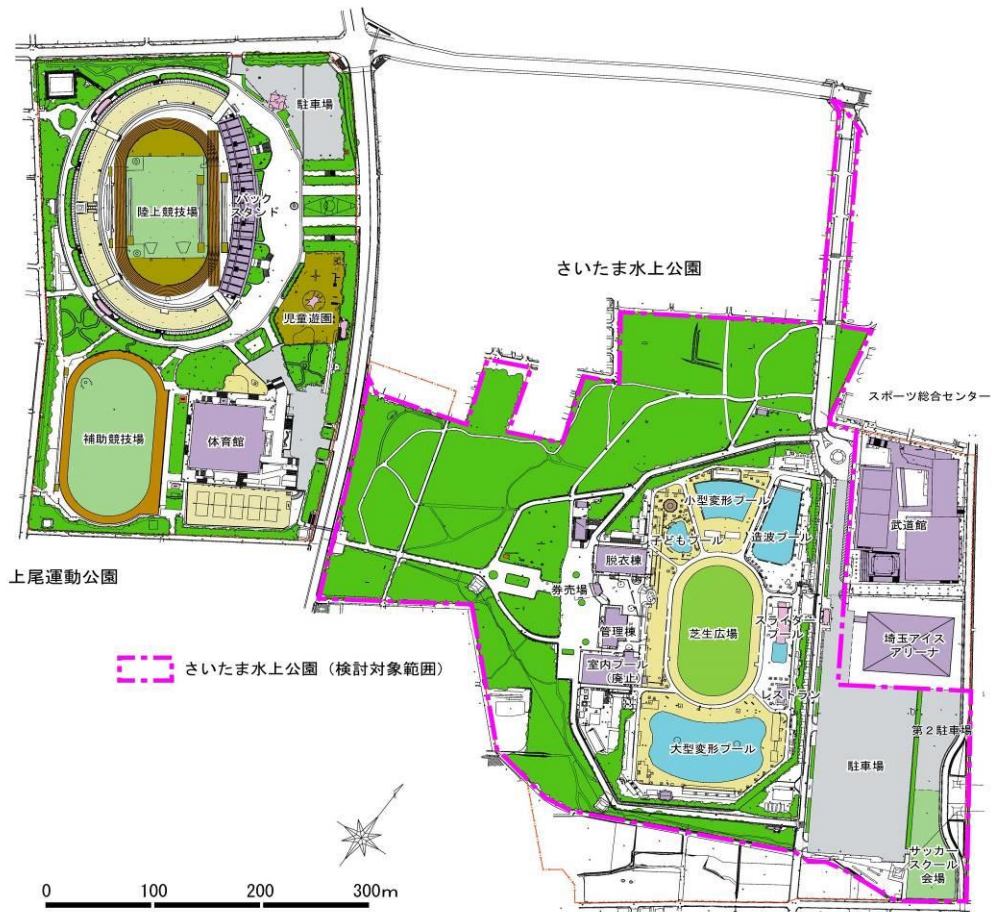 駐車場
陸上競技場
バック
スタンド
さいたま水上公園
児童遊園
スポーツ総合センター
補助競技場
体育館
小型変形プール
武道館
子どもプール
造波プール
脱衣棟
上尾運動公園
券売場
スライダー
プール
芝生広場
管理棟
埼玉アイス
アリーナ
さいたま水上公園（検討対象範囲）
室内プール
（廃止）
レストラン
第２駐車場
大型変形プール
駐車場
サッカー
スクール
会場
0 100 200 300m